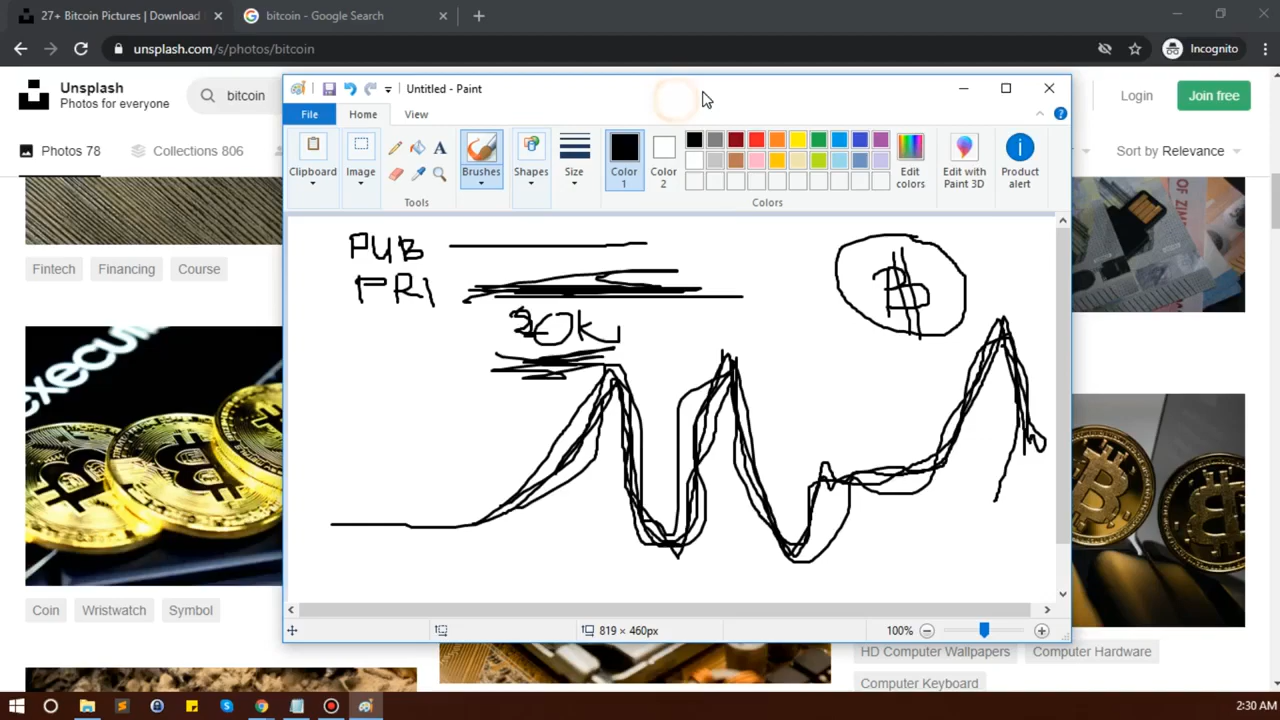 27+ Bitcoin Pictures | Download
bitcoin - Google Search
unsplash.com/s/photos/bitcoin
Incognito
Unsplash
Photos for everyone
bitcoin
Login
Join free
Photos 78
Collections 806
Sort by Relevance
Untitled - Paint
File
Home
View
Clipboard
Image
Tools
Brushes
Shapes
Size
Color 1
Color 2
Edit colors
Edit with Paint 3D
Product alert
Colors
PUB
PRI
B
Fintech
Financing
Course
execu
Coin
Wristwatch
Symbol
OF ZIM
HD Computer Wallpapers
Computer Hardware
Computer Keyboard
819 × 460px
100%
2:30 AM